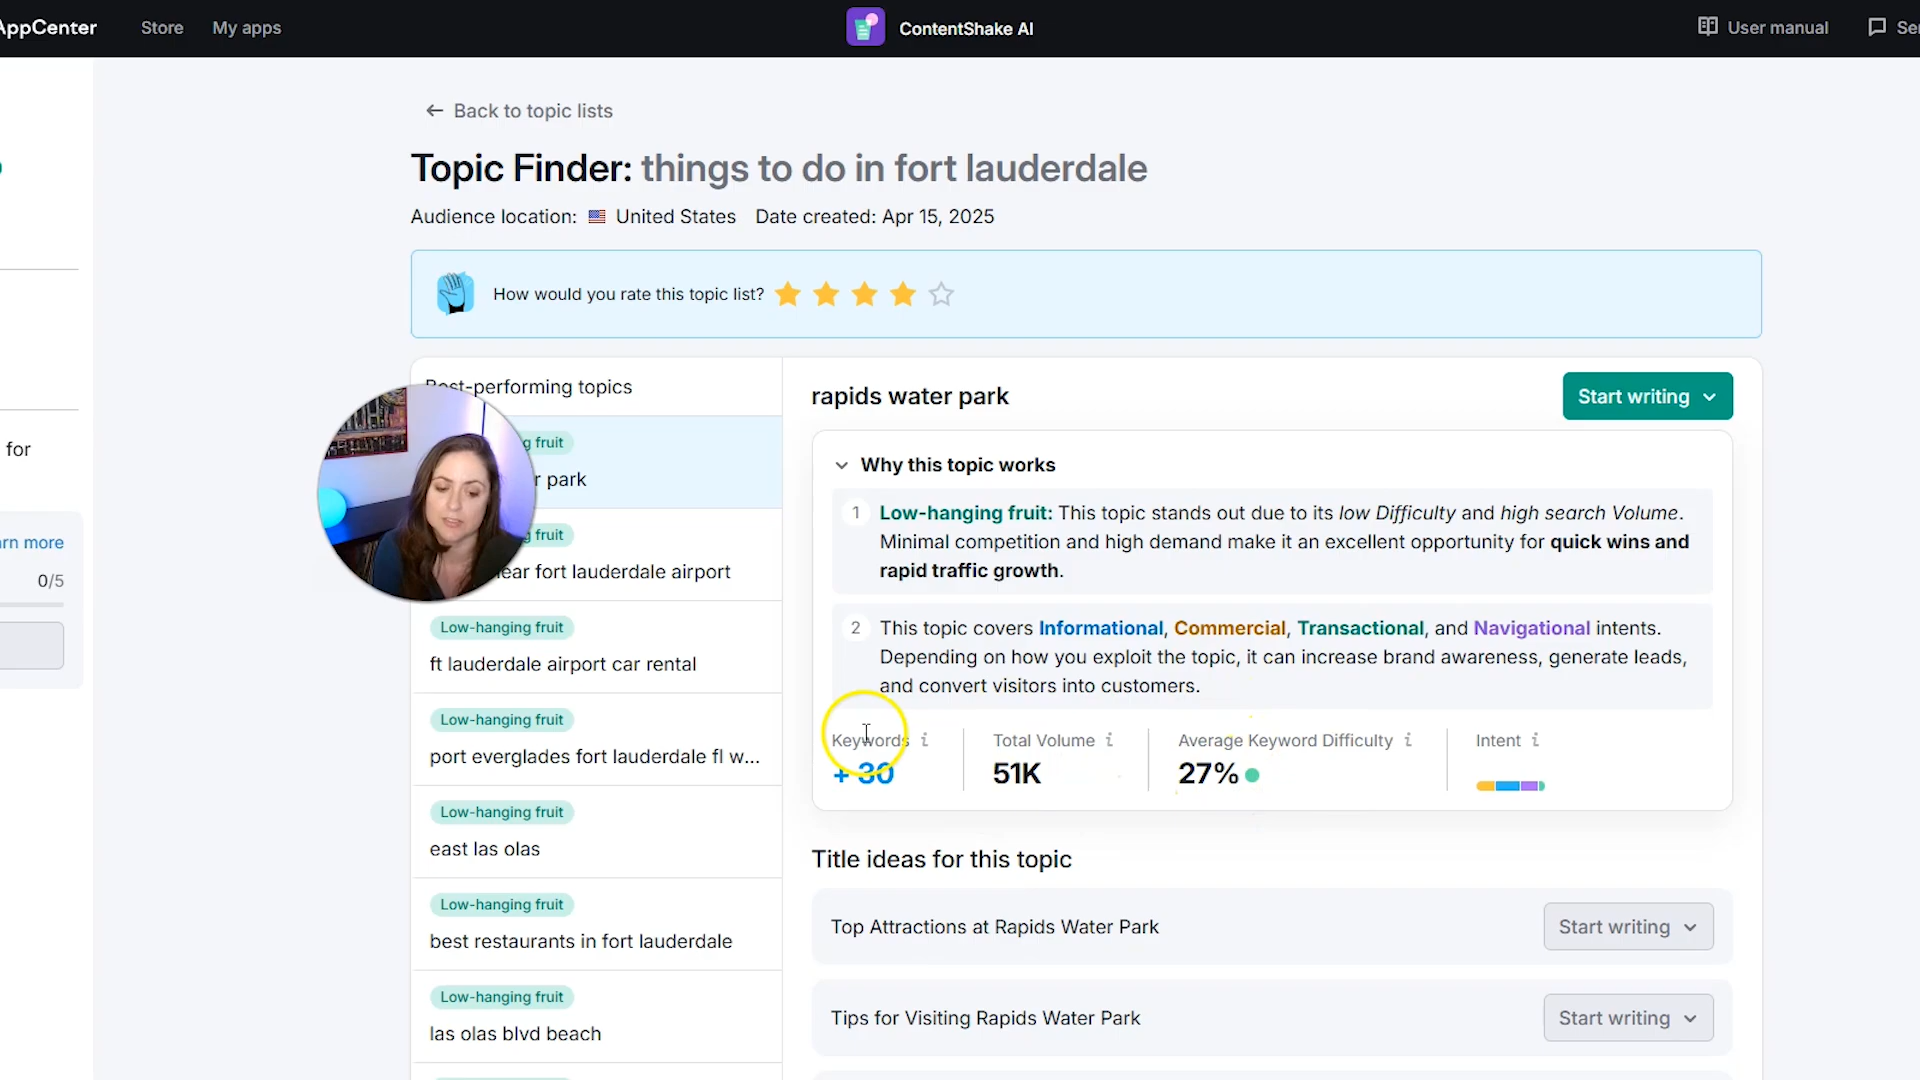 AppCenter
Store
My apps
ContentShake AI
User manual
Back to topic lists
Topic Finder: things to do in fort lauderdale
Audience location: United States Date created: Apr 15, 2025
How would you rate this topic list?
for
Best-performing topics
g fruit
park
g fruit
ear fort lauderdale airport
Low-hanging fruit
ft lauderdale airport car rental
Low-hanging fruit
port everglades fort lauderdale fl w...
Low-hanging fruit
east las olas
Low-hanging fruit
best restaurants in fort lauderdale
Low-hanging fruit
las olas blvd beach
rn more
0/5
rapids water park
Start writing
Why this topic works
1 Low-hanging fruit: This topic stands out due to its low Difficulty and high search Volume.
Minimal competition and high demand make it an excellent opportunity for quick wins and
rapid traffic growth.
2 This topic covers Informational, Commercial, Transactional, and Navigational intents.
Depending on how you exploit the topic, it can increase brand awareness, generate leads,
and convert visitors into customers.
Keywords i
+ 30
Total Volume i
51K
Average Keyword Difficulty i
27%
Intent i
Title ideas for this topic
Top Attractions at Rapids Water Park
Start writing
Tips for Visiting Rapids Water Park
Start writing